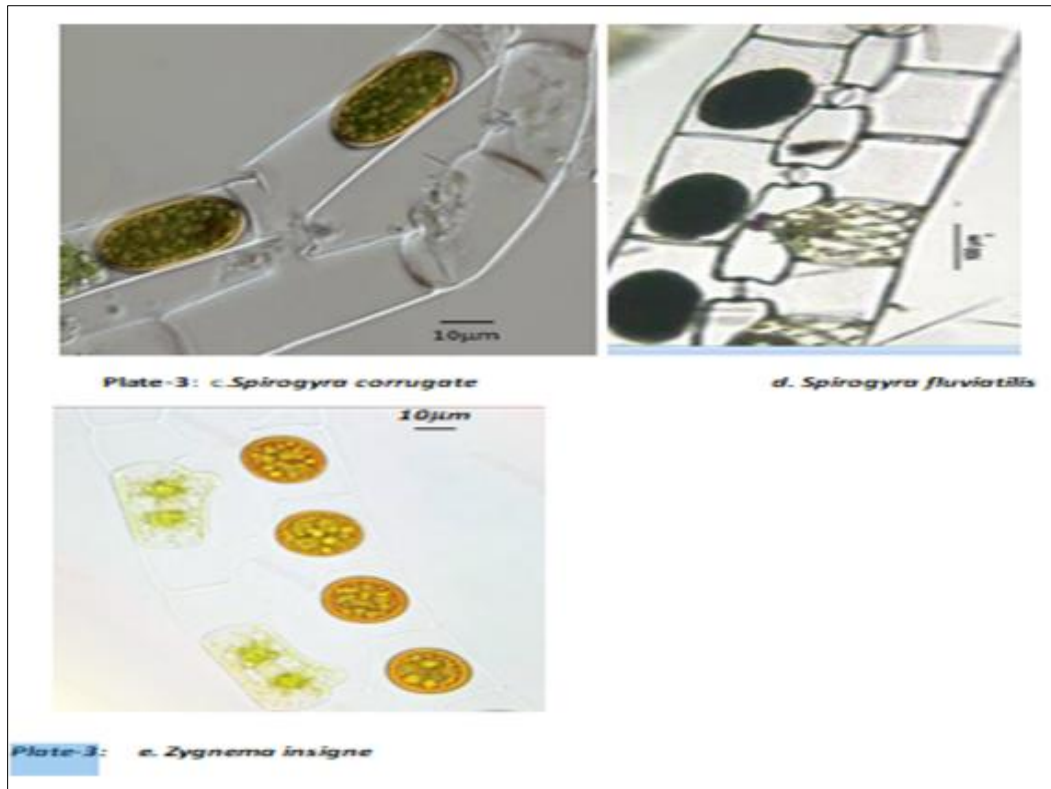 10µm
Plate-3: c.Spirogyra corrugate
d. Spirogyra fluviatilis
10µm
Plate-3: e. Zygnema insigne